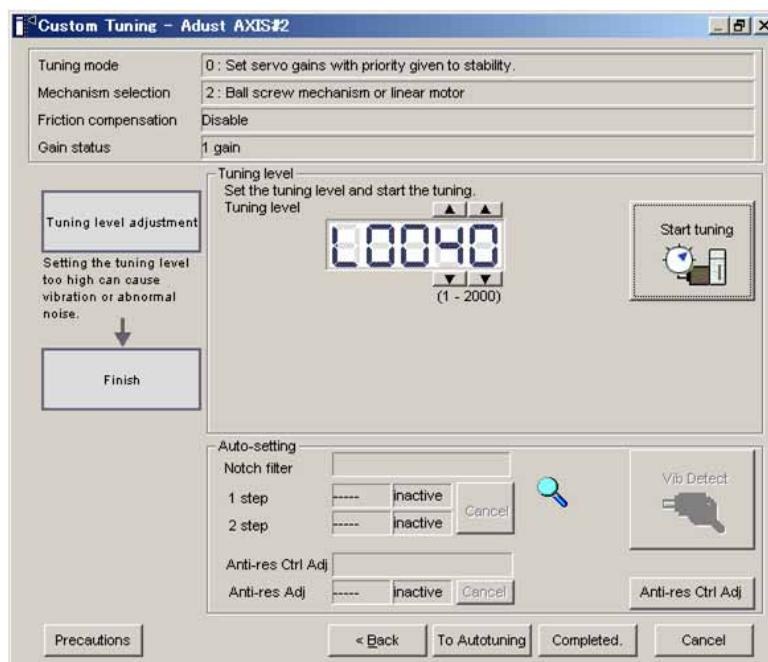 Custom Tuning - Adust AXIS#2
Tuning mode
0 : Set servo gains with priority given to stability.
Mechanism selection
2 : Ball screw mechanism or linear motor
Friction compensation
Disable
Gain status
1 gain
Tuning level adjustment
Setting the tuning level
too high can cause
vibration or abnormal
noise.
Finish
Tuning level
Set the tuning level and start the tuning.
Tuning level
L0040
(1 - 2000)
Start tuning
Auto-setting
Notch filter
1 step
----- inactive
2 step
----- inactive
Cancel
Anti-res Ctrl Adj
Anti-res Adj
----- inactive
Cancel
Vib Detect
Anti-res Ctrl Adj
Precautions
< Back
To Autotuning
Completed.
Cancel